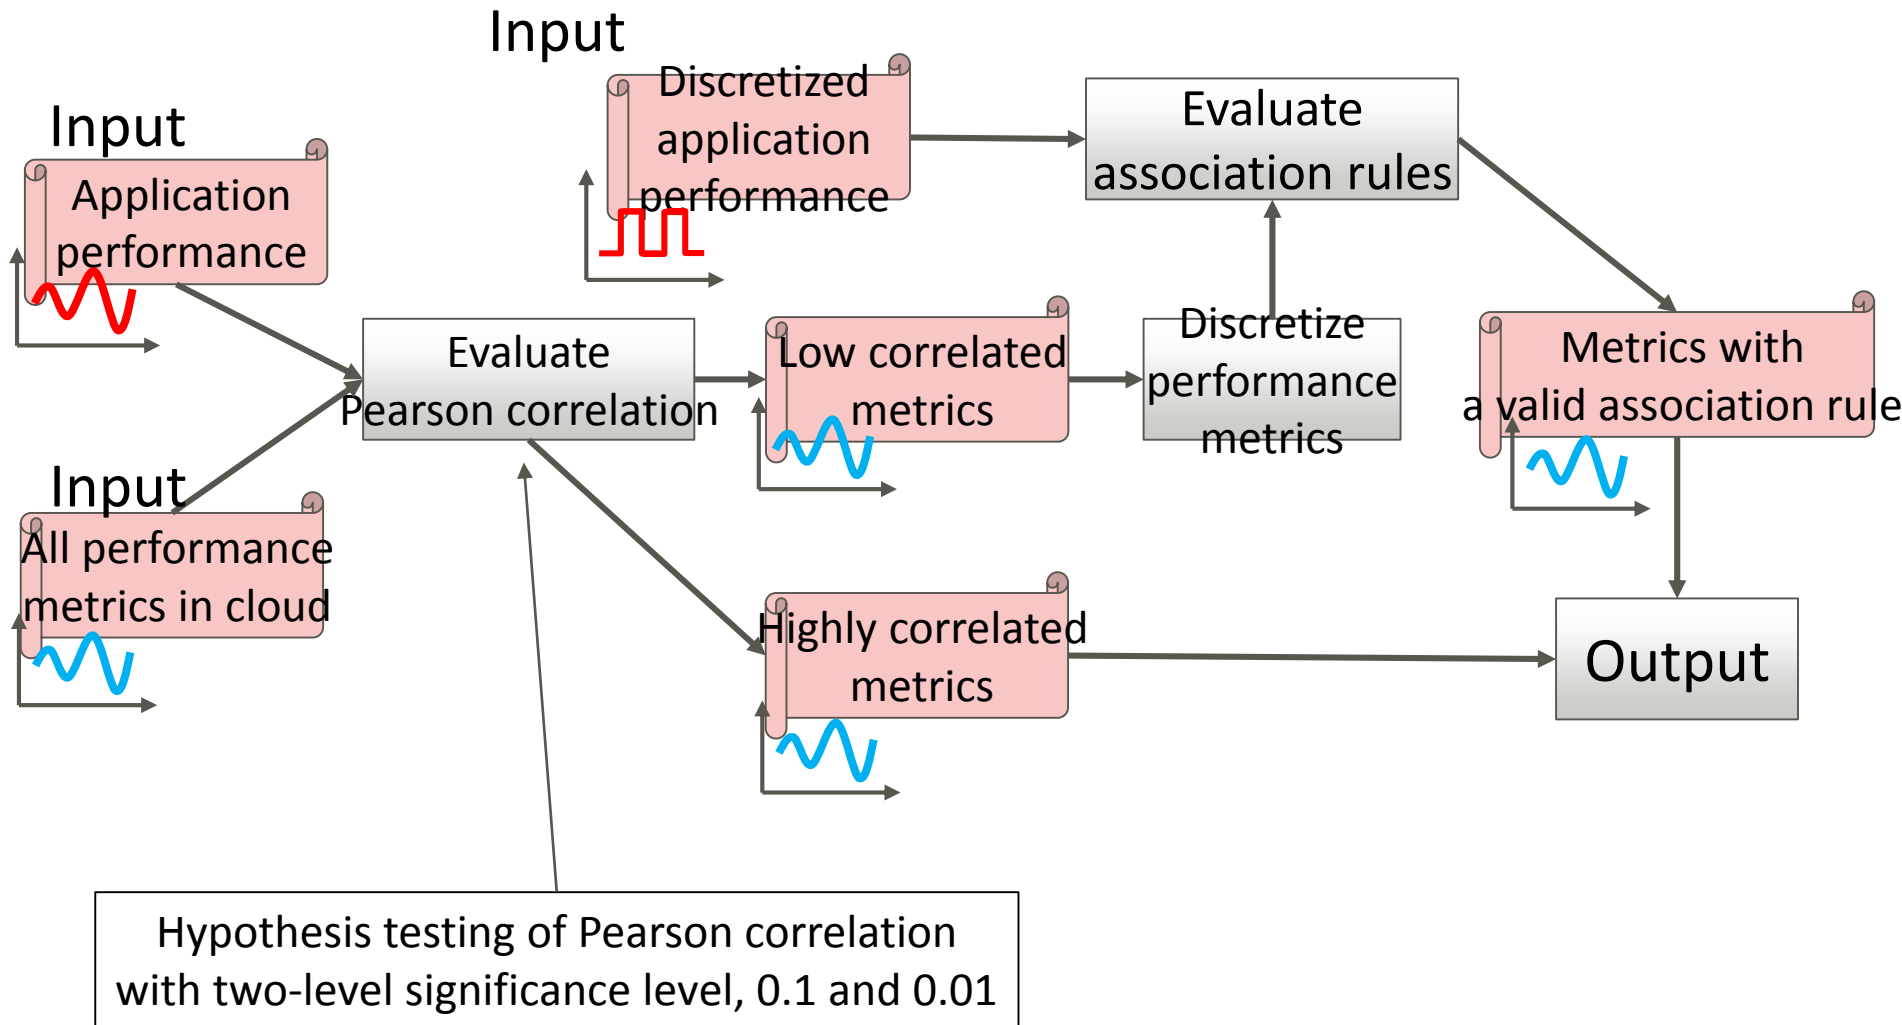 Input
Discretized
application
performance
Evaluate
association rules
Input
Application
performance
Evaluate
Pearson correlation
Low correlated
metrics
Discretize
performance
metrics
Metrics with
a valid association rule
Input
All performance
metrics in cloud
Highly correlated
metrics
Output
Hypothesis testing of Pearson correlation
with two-level significance level, 0.1 and 0.01